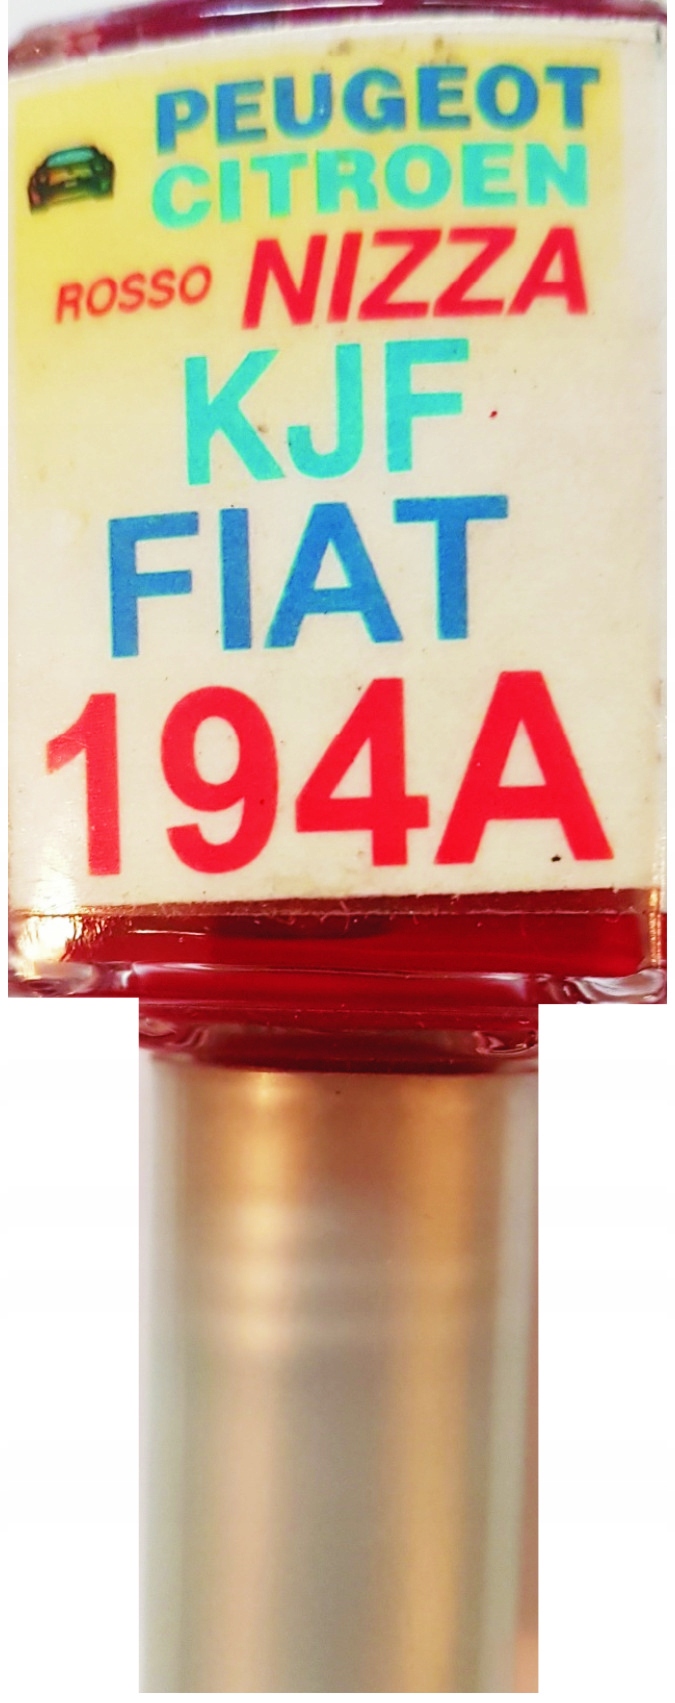 PEUGEOT
CITROEN
ROSSO NIZZA
KJF
FIAT
194A